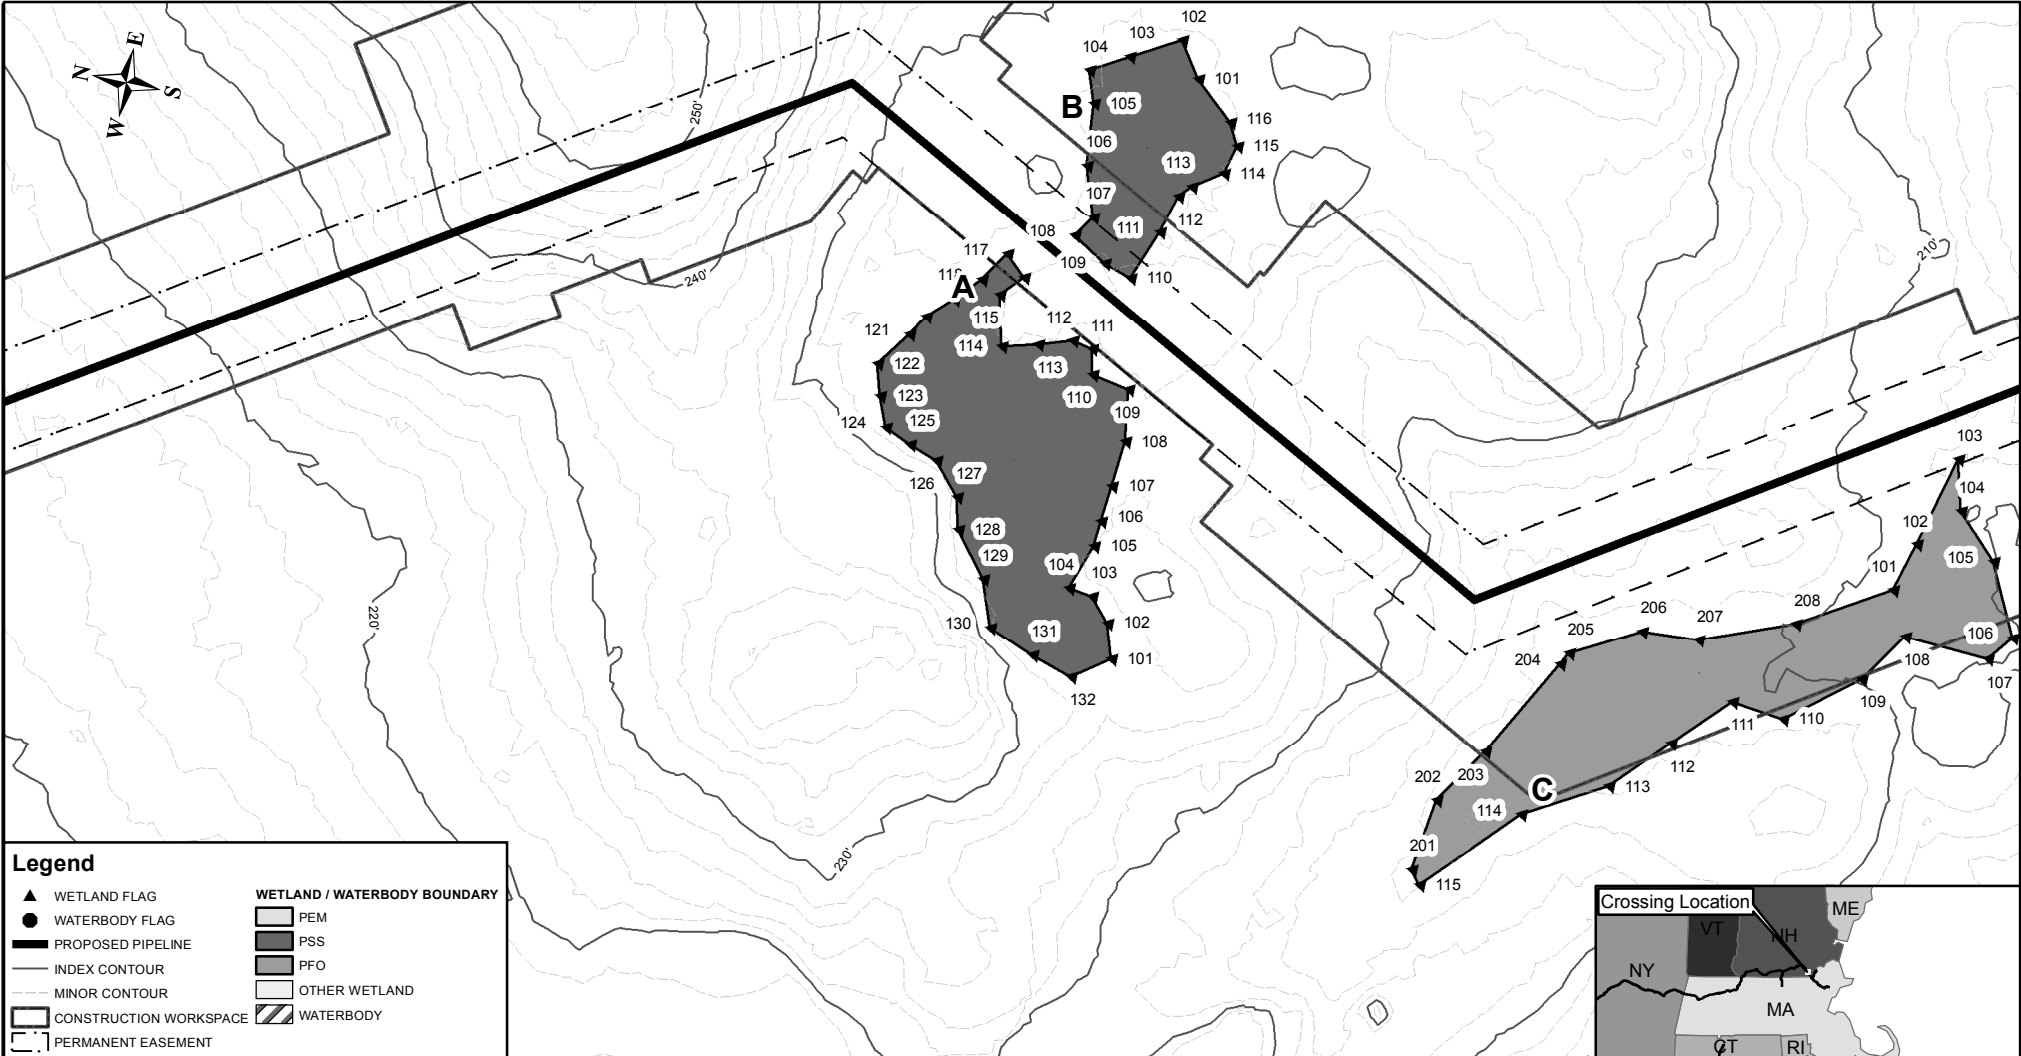 E
N
S
W
250'
240'
220'
230'
210'
102
103
104
101
B
105
116
106
115
113
114
107
112
111
108
109
110
117
A
115
112
111
121
114
113
122
110
123
109
124
125
108
127
126
107
106
128
105
129
104
103
130
131
102
101
132
103
104
102
105
101
208
206
207
205
106
204
108
107
109
110
111
112
202
203
C
113
114
201
115
Legend
WETLAND FLAG
WATERBODY FLAG
PROPOSED PIPELINE
INDEX CONTOUR
MINOR CONTOUR
CONSTRUCTION WORKSPACE
PERMANENT EASEMENT
WETLAND / WATERBODY BOUNDARY
PEM
PSS
PFO
OTHER WETLAND
WATERBODY
Crossing Location
ME
VT
NH
NY
MA
CT
RI